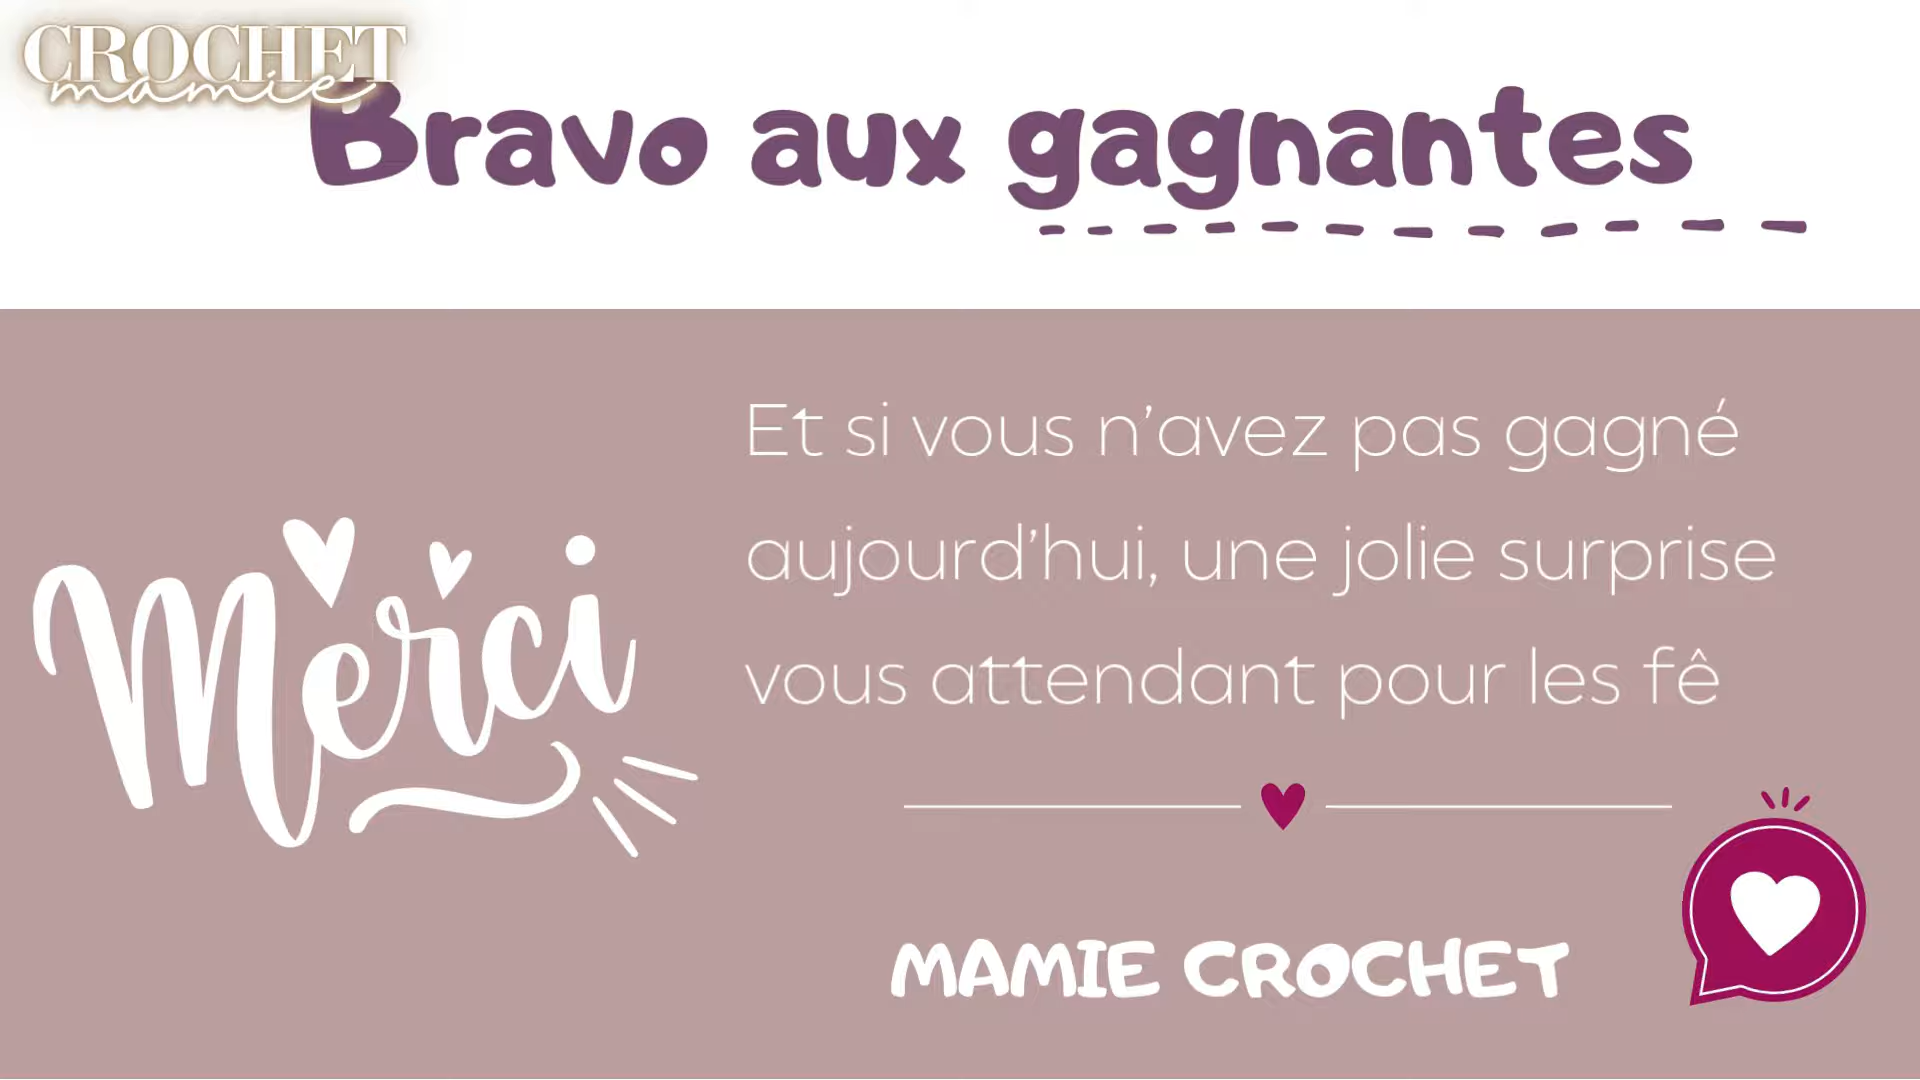 CROCHET
mamie
Bravo aux gagnantes
Merci
Et si vous n'avez pas gagné
aujourd'hui, une jolie surprise
vous attendant pour les fê
MAMIE CROCHET